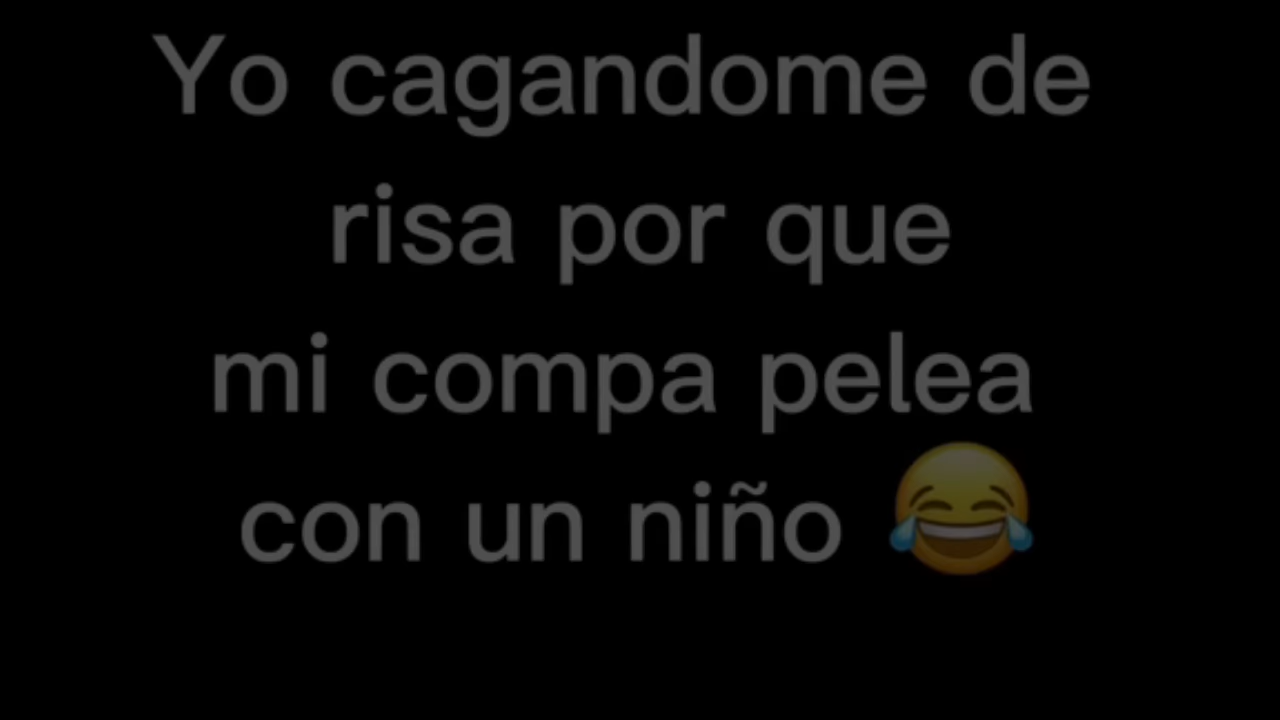 Yo cagandome de
risa por que
mi compa pelea
con un niño 😂